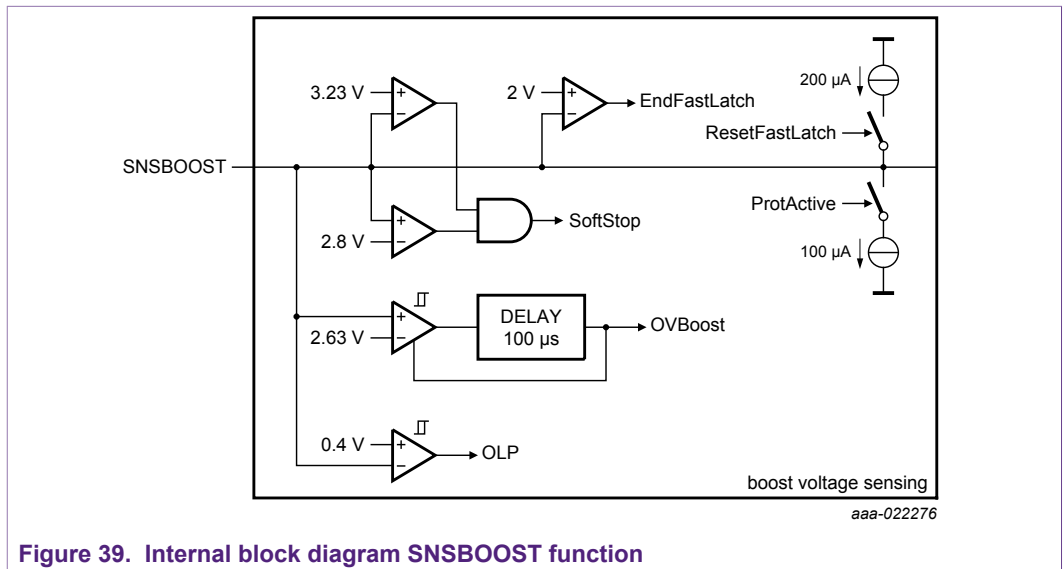 3.23 V
2 V
EndFastLatch
200 µA
ResetFastLatch
SNSBOOST
ProtActive
SoftStop
2.8 V
100 µA
DELAY
100 µs
OVBoost
2.63 V
0.4 V
OLP
boost voltage sensing
aaa-022276
Figure 39. Internal block diagram SNSBOOST function